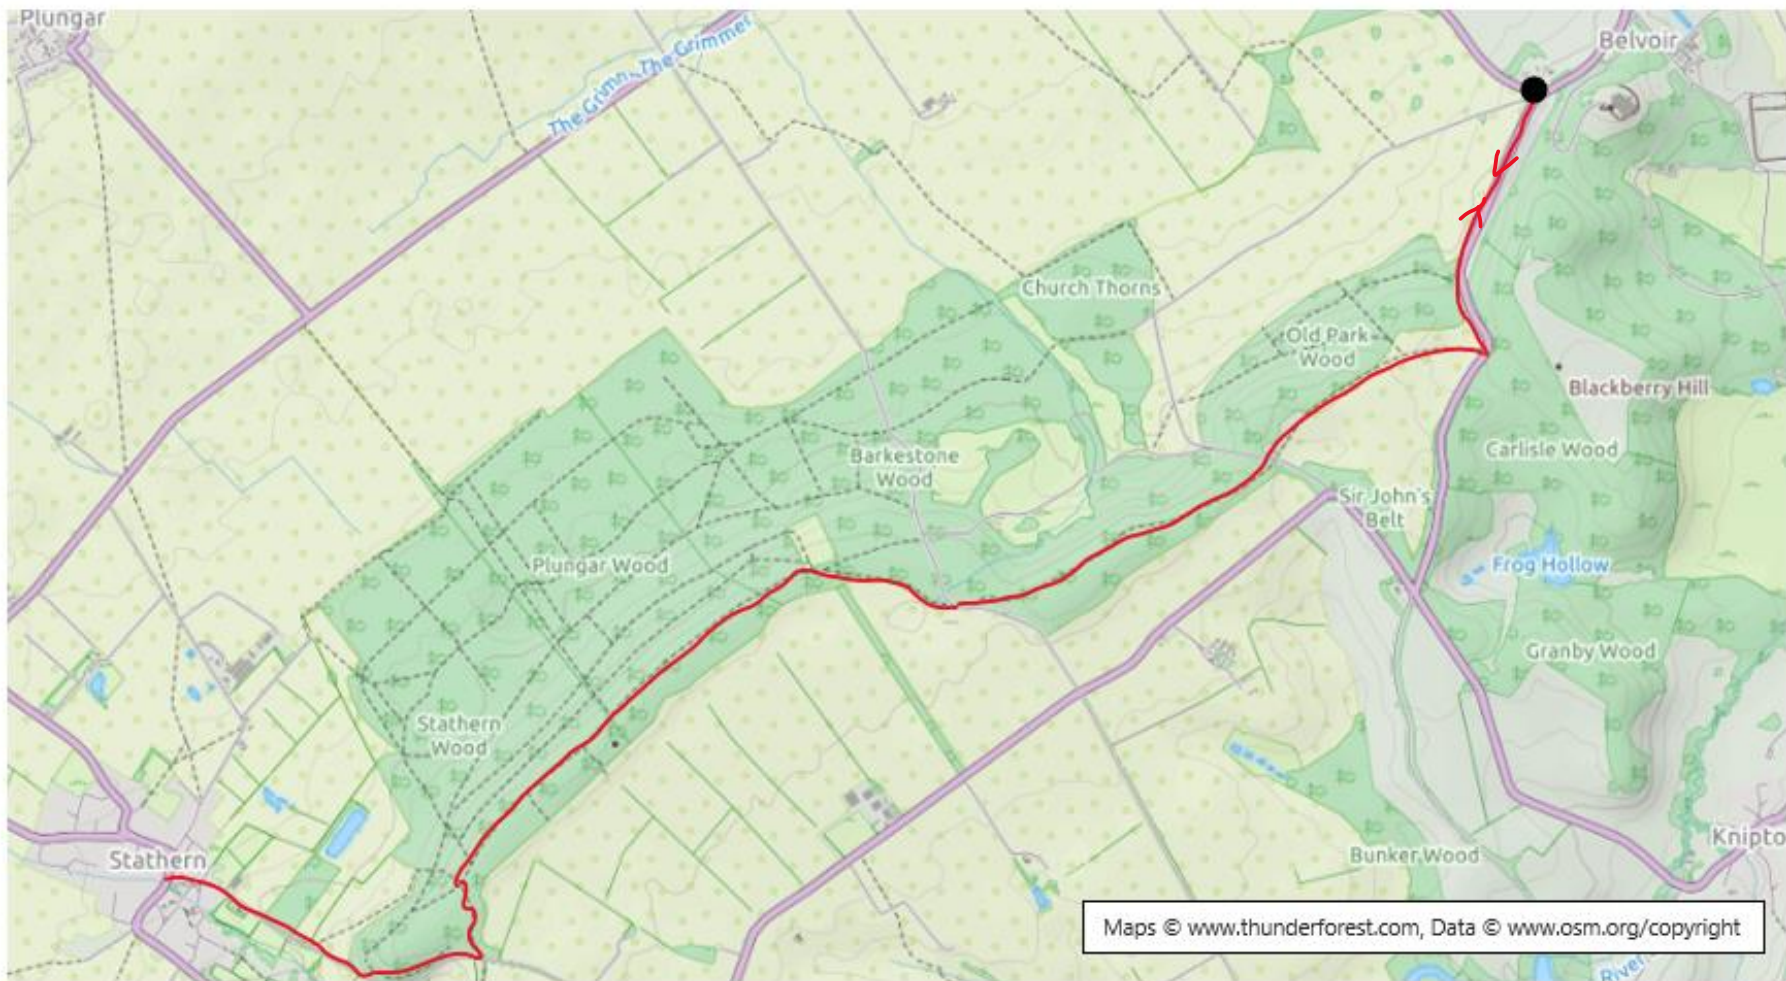 Plungar
The Grimmer
Belvoir
Church Thorns
Old Park
Wood
Blackberry Hill
Barkestone
Wood
Carlisle Wood
Sir John's
Belt
Plungar Wood
Frog Hollow
Granby Wood
Stathern
Wood
Knipto
Stathern
Bunker Wood
Maps © www.thunderforest.com, Data © www.osm.org/copyright
River